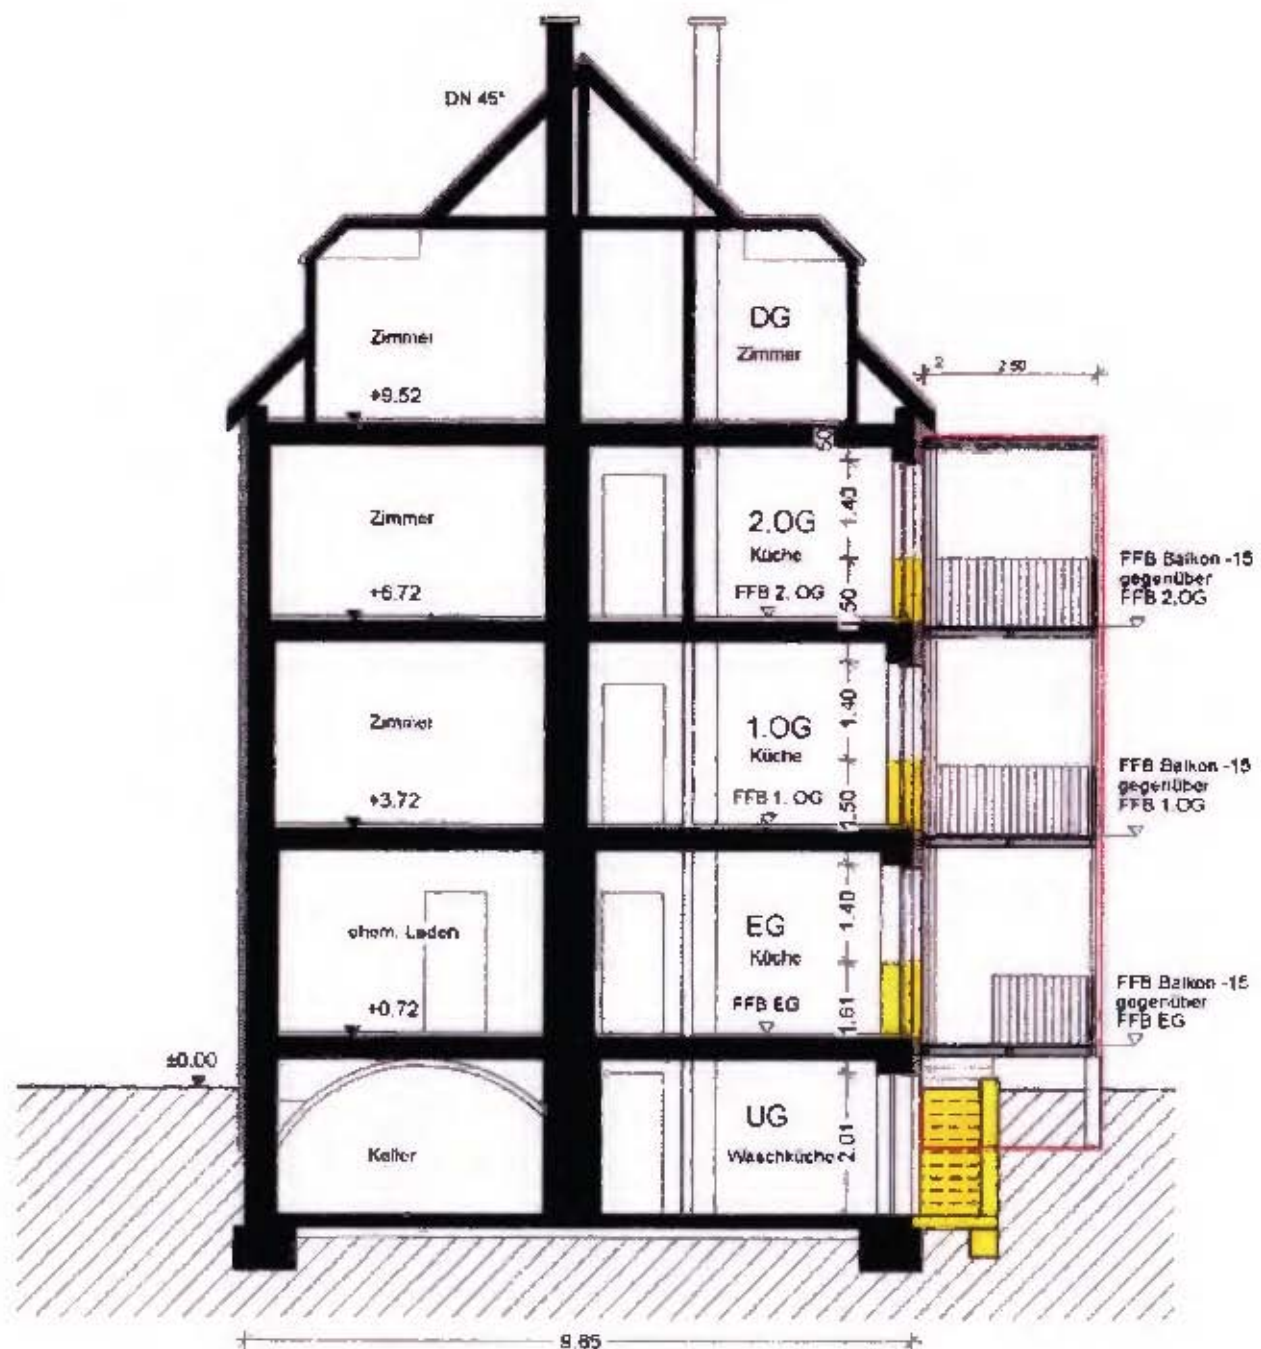 DN 45°
Zimmer
+9.52
DG
Zimmer
2
2.50
50
Zimmer
+6.72
2.OG
Küche
FFB 2. OG
1.40
1.50
FFB Balkon -15
gegenüber
FFB 2.OG
Zimmer
+3.72
1.OG
Küche
FFB 1. OG
1.40
1.50
FFB Balkon -15
gegenüber
FFB 1.OG
ehem. Laden
+0.72
EG
Küche
FFB EG
1.40
1.61
FFB Balkon -15
gegenüber
FFB EG
±0.00
Keller
UG
Waschküche
2.01
9.85